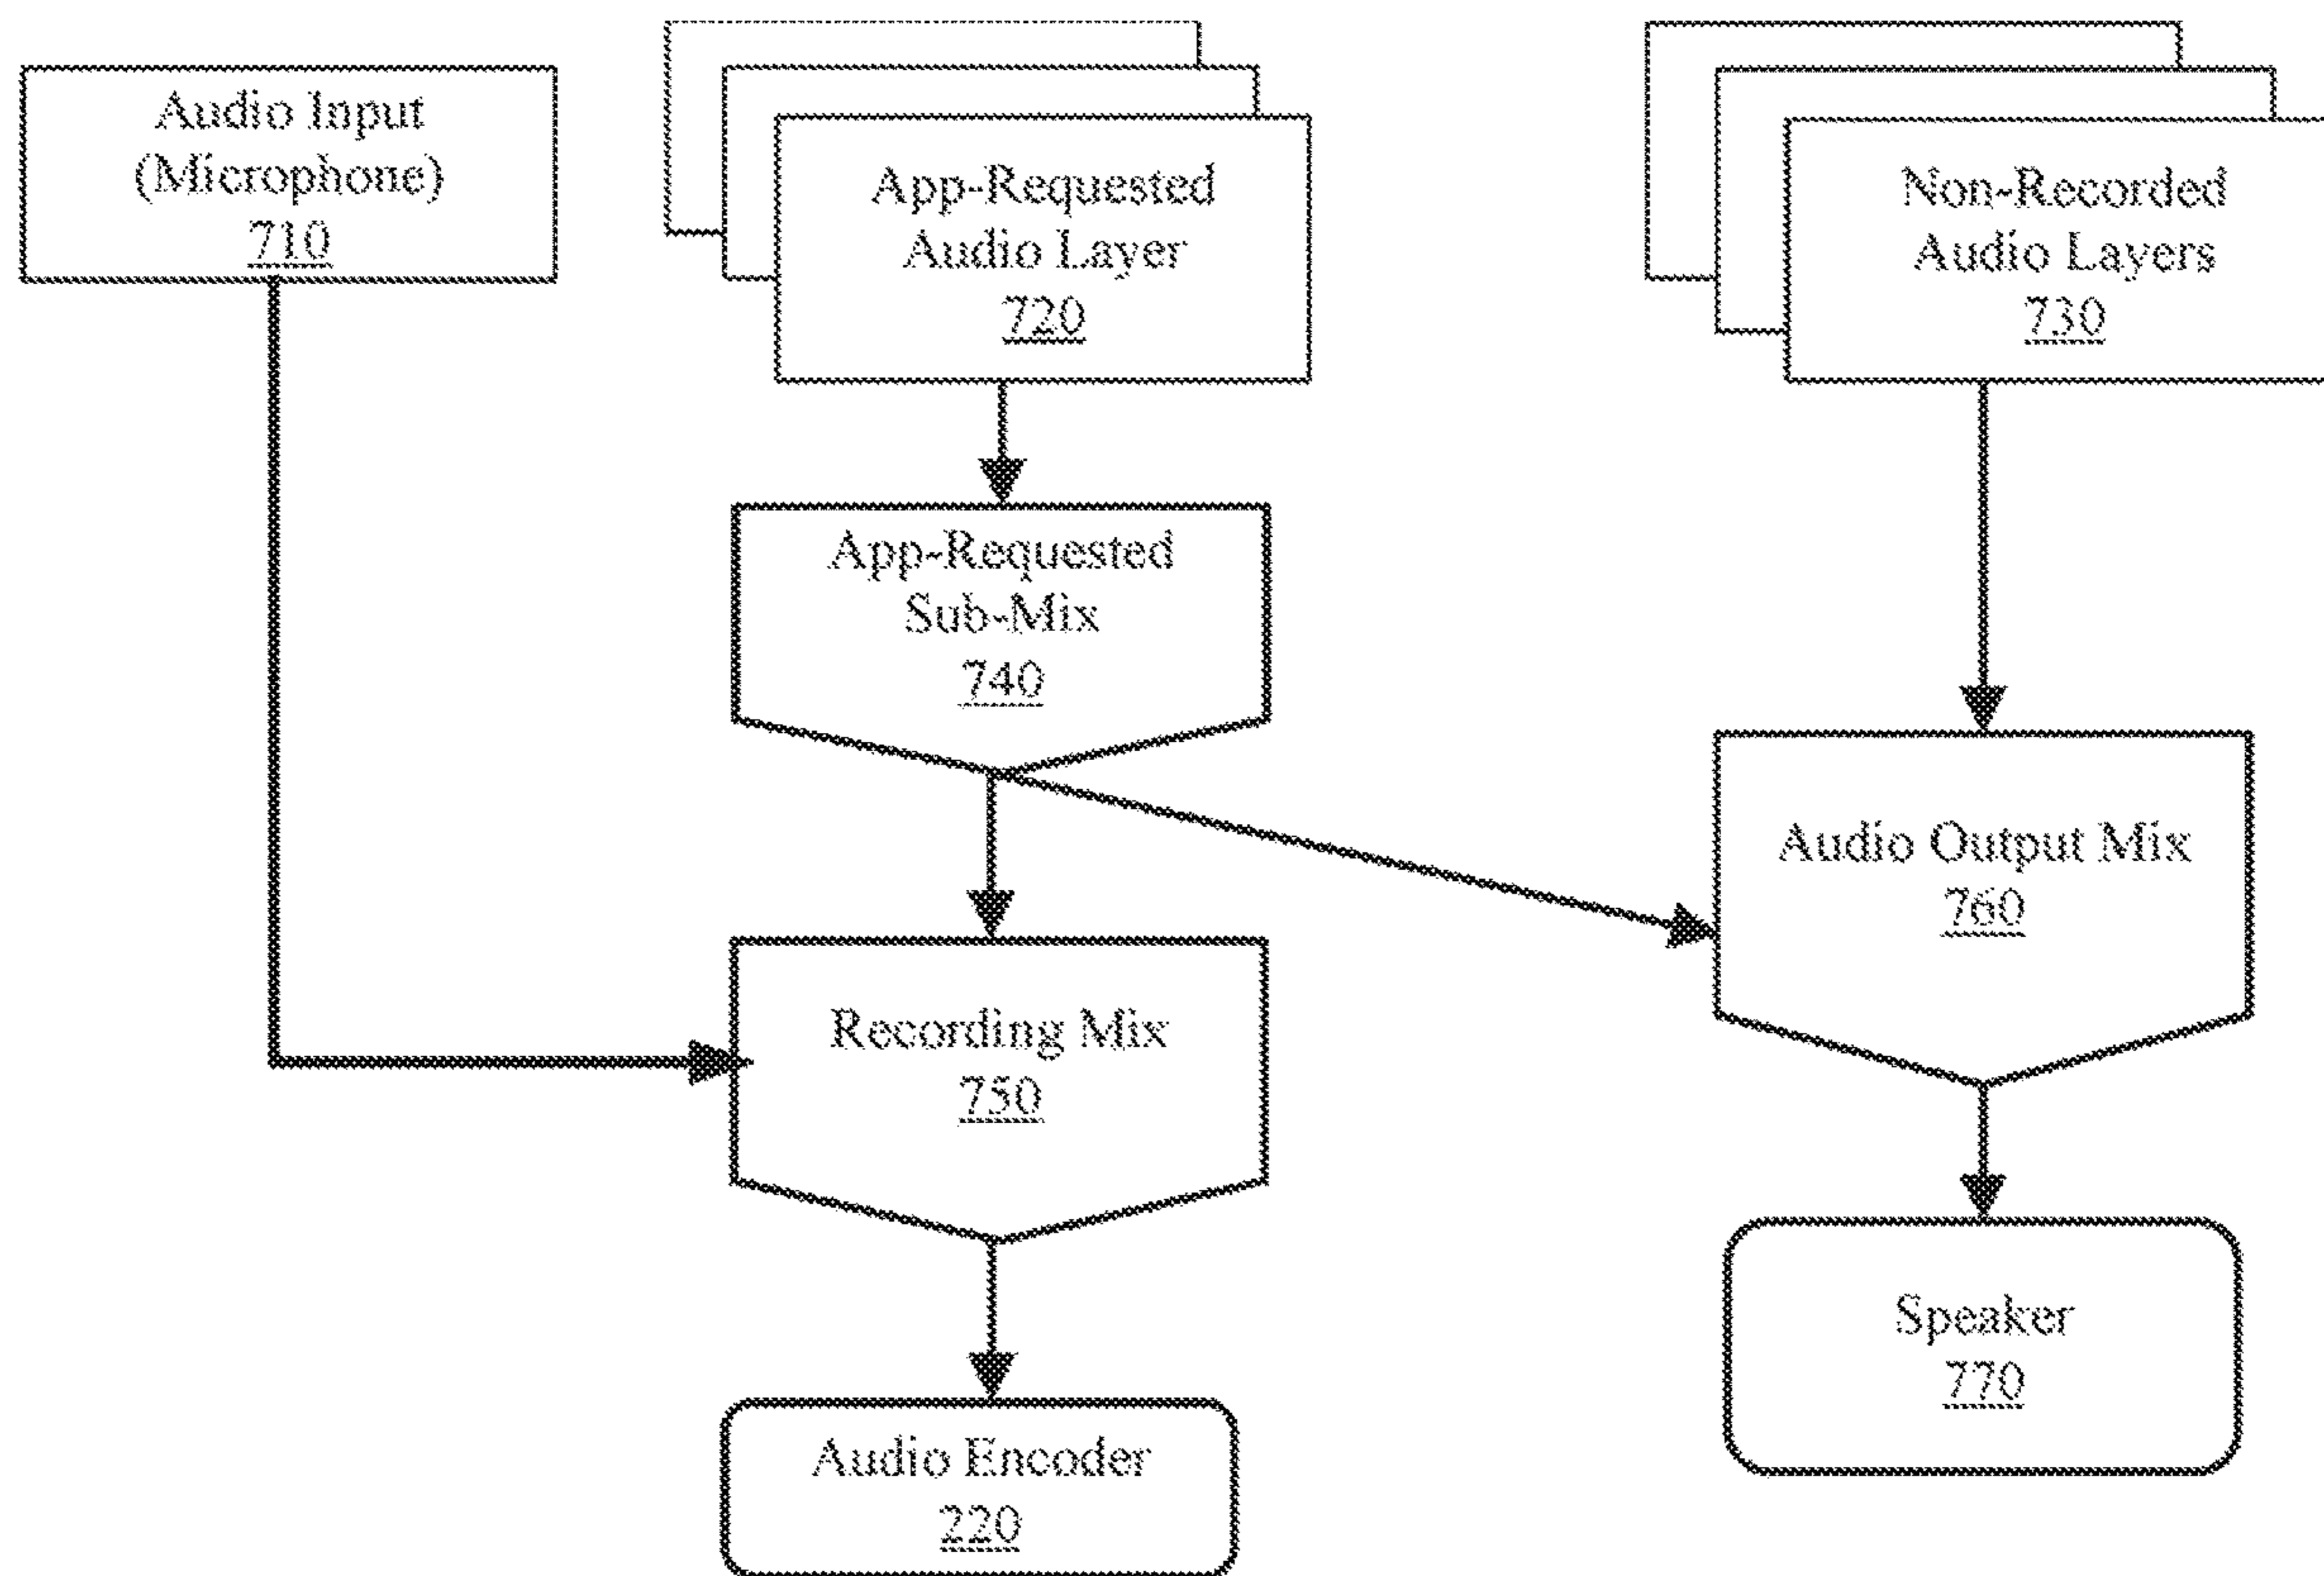 Audio Input
(Microphone)
710
App-Requested
Audio Layer
720
Non-Recorded
Audio Layers
730
App-Requested
Sub-Mix
740
Audio Output Mix
760
Recording Mix
750
Speaker
770
Audio Encoder
220